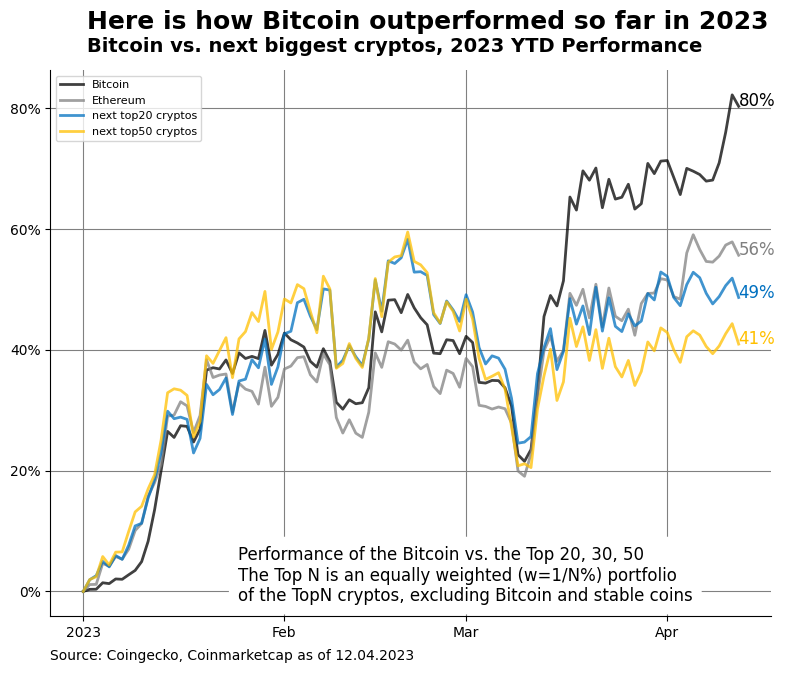 Here is how Bitcoin outperformed so far in 2023
Bitcoin vs. next biggest cryptos, 2023 YTD Performance
Bitcoin
Ethereum
next top20 cryptos
next top50 cryptos
80%
60%
40%
20%
0%
80%
56%
49%
41%
Performance of the Bitcoin vs. the Top 20, 30, 50
The Top N is an equally weighted (w=1/N%) portfolio
of the TopN cryptos, excluding Bitcoin and stable coins
2023 Feb Mar Apr
Source: Coingecko, Coinmarketcap as of 12.04.2023